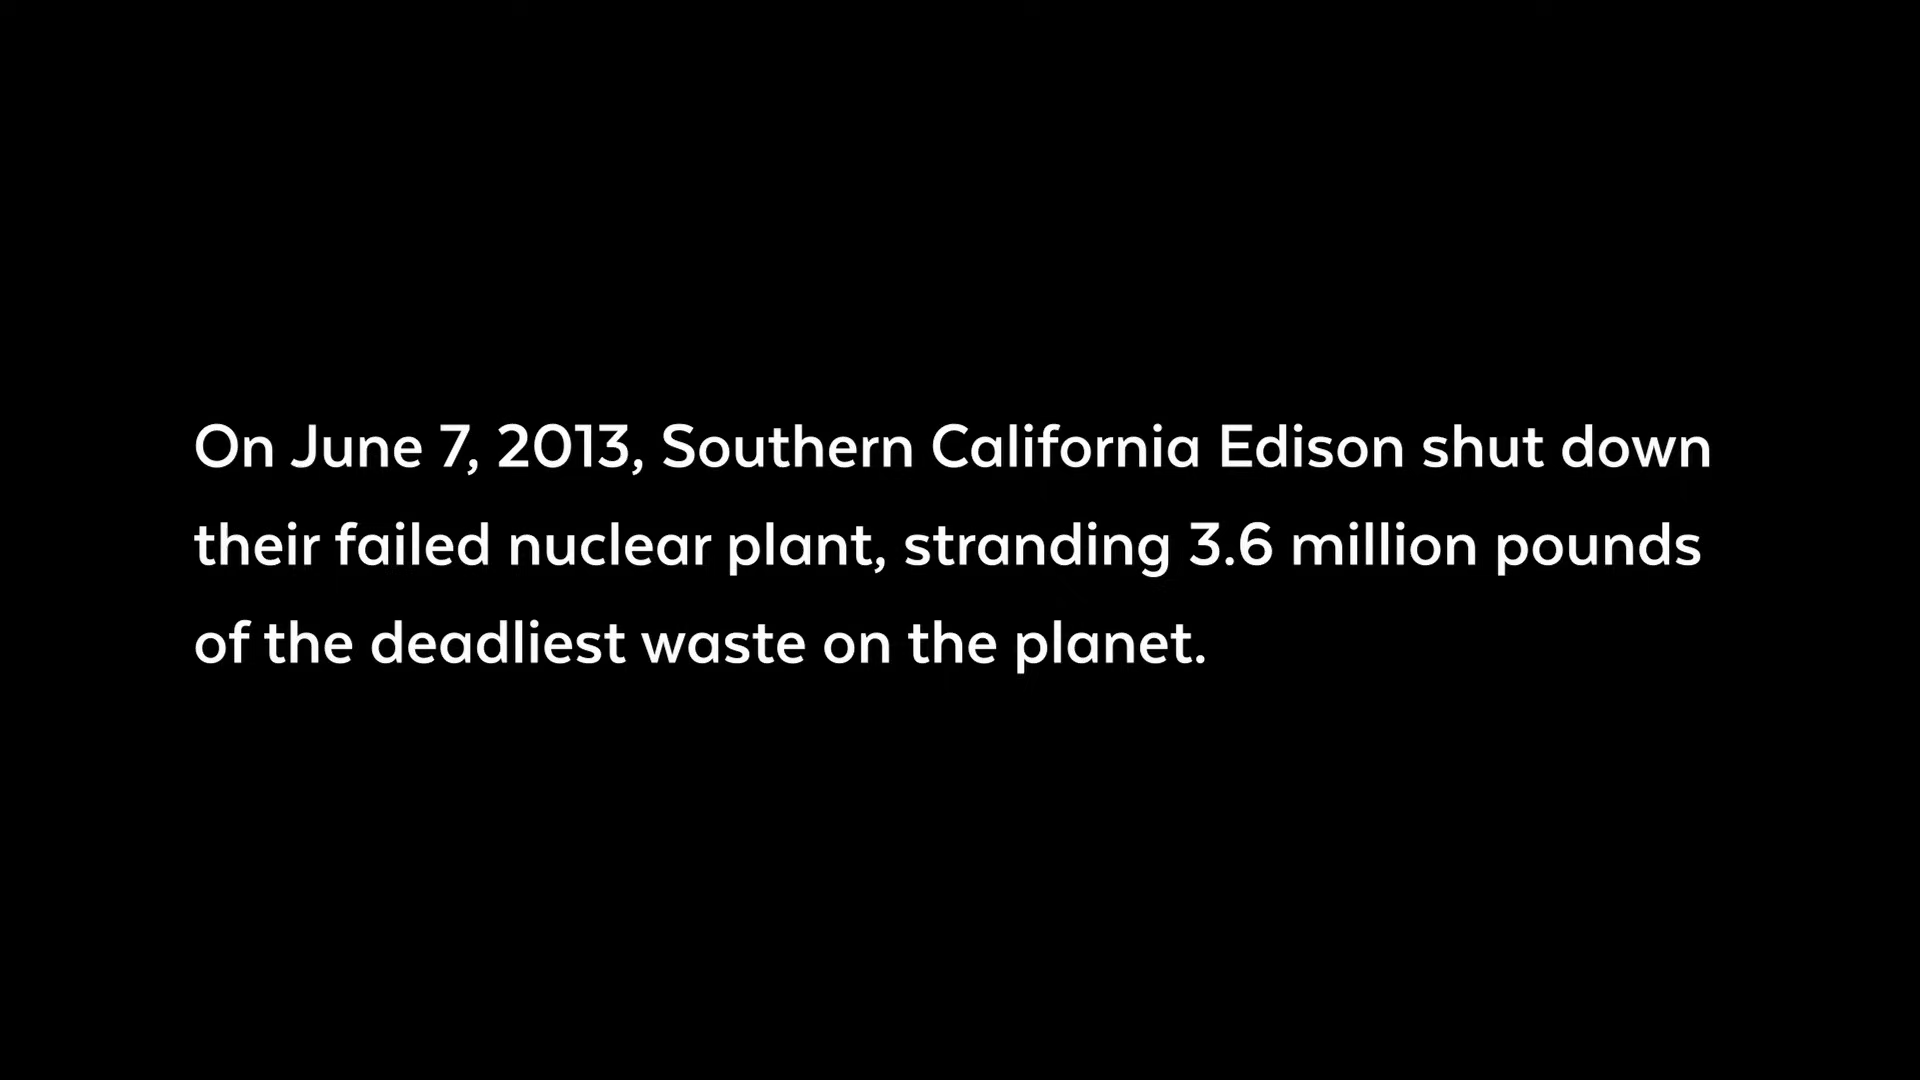 On June 7, 2013, Southern California Edison shut down
their failed nuclear plant, stranding 3.6 million pounds
of the deadliest waste on the planet.